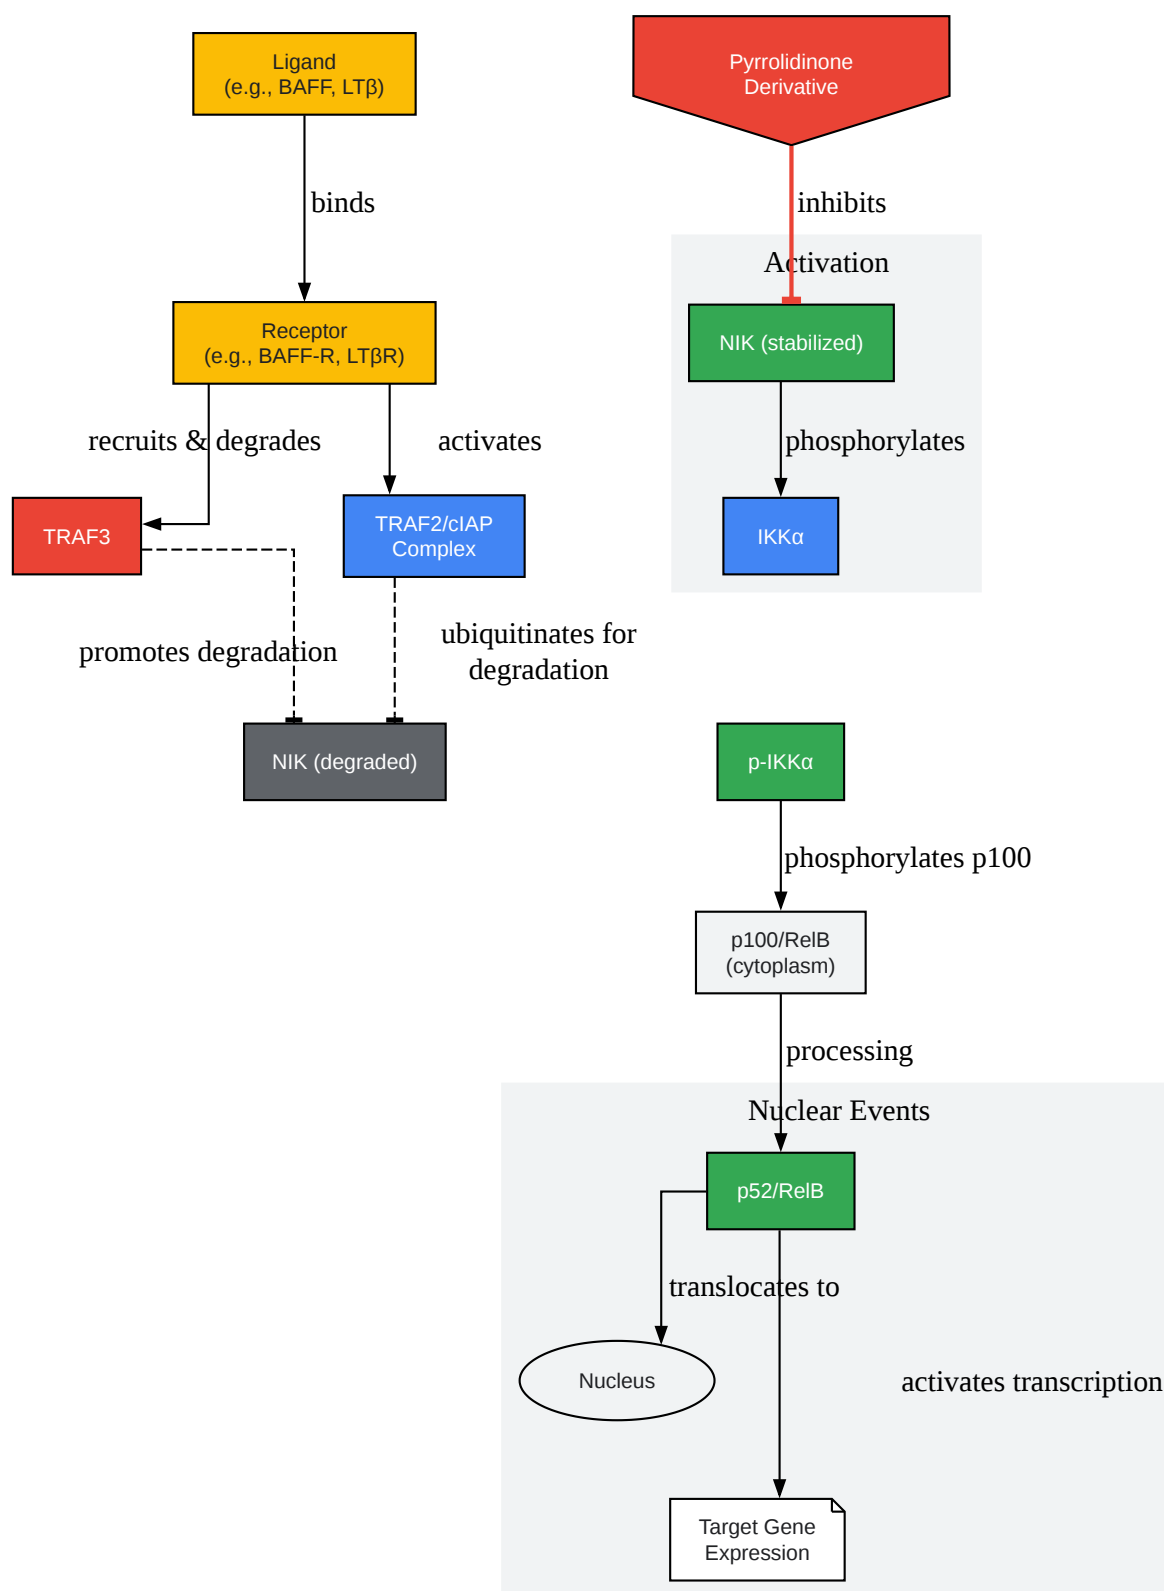 Ligand
(e.g., BAFF, LTβ)
Pyrrolidinone
Derivative
binds
inhibits
Activation
Receptor
(e.g., BAFF-R, LTβR)
NIK (stabilized)
recruits & degrades
activates
phosphorylates
TRAF3
TRAF2/cIAP
Complex
IKKα
promotes degradation
ubiquitinates for
degradation
NIK (degraded)
p-IKKα
phosphorylates p100
p100/RelB
(cytoplasm)
processing
Nuclear Events
p52/RelB
translocates to
Nucleus
activates transcription
Target Gene
Expression